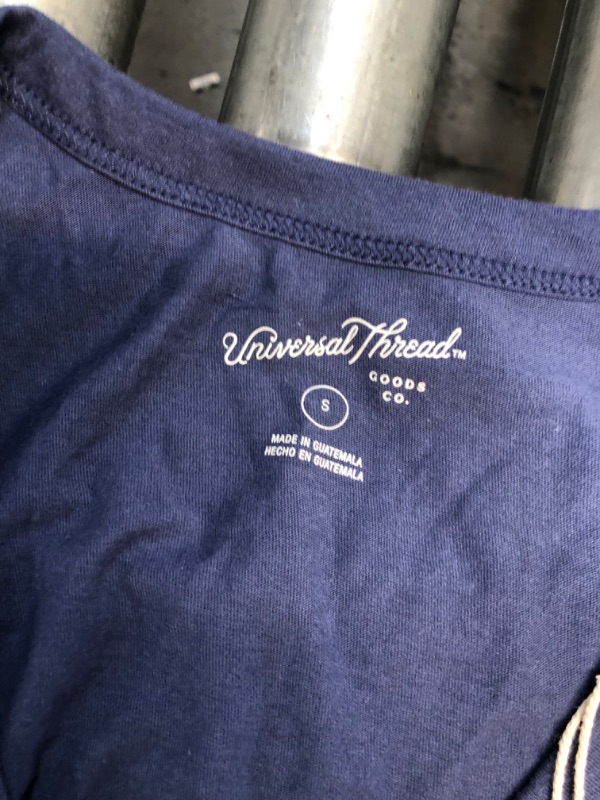 Universal Thread™
GOODS
CO.
S
MADE IN GUATEMALA
HECHO EN GUATEMALA